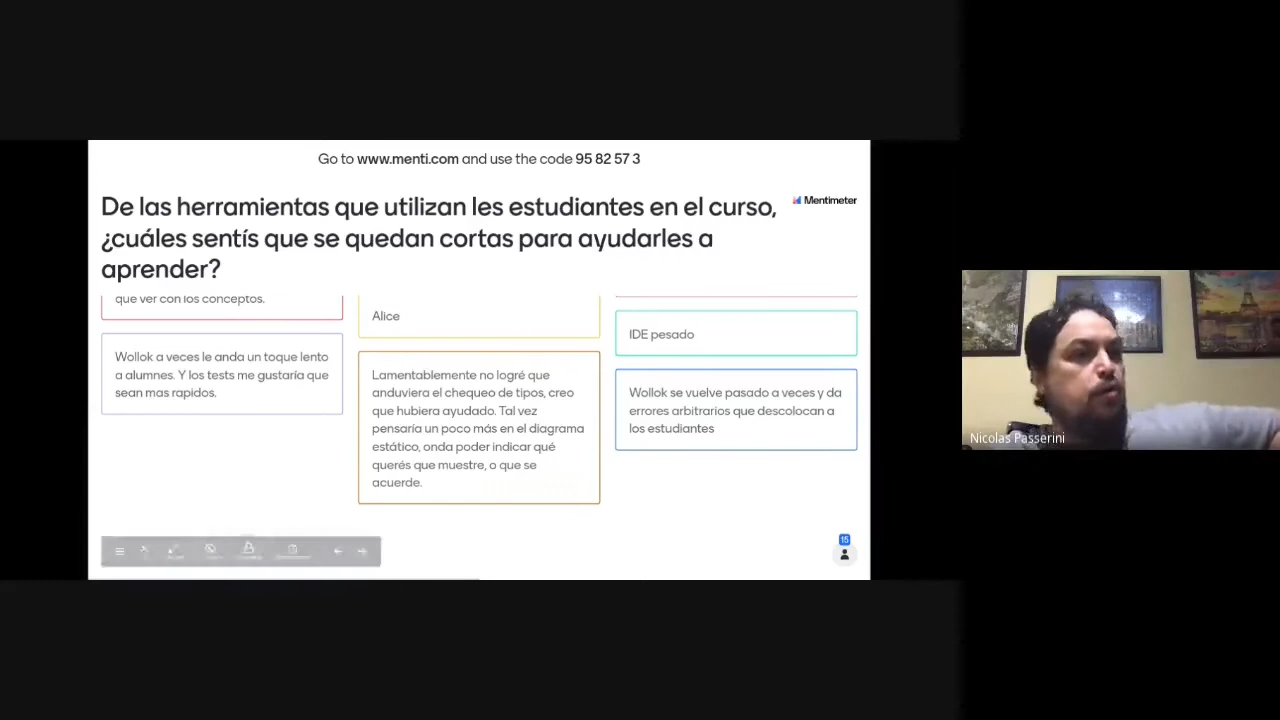 Go to www.menti.com and use the code 95 82 57 3
De las herramientas que utilizan les estudiantes en el curso,
¿cuáles sentís que se quedan cortas para ayudarles a
aprender?
Mentimeter
que ver con los conceptos.
Wollok a veces le anda un toque lento
a alumnes. Y los tests me gustaría que
sean mas rapidos.
Alice
Lamentablemente no logré que
anduviera el chequeo de tipos, creo
que hubiera ayudado. Tal vez
pensaría un poco más en el diagrama
estático, onda poder indicar qué
querés que muestre, o que se
acuerde.
IDE pesado
Wollok se vuelve pasado a veces y da
errores arbitrarios que descolocan a
los estudiantes
15
Nicolas Passerini